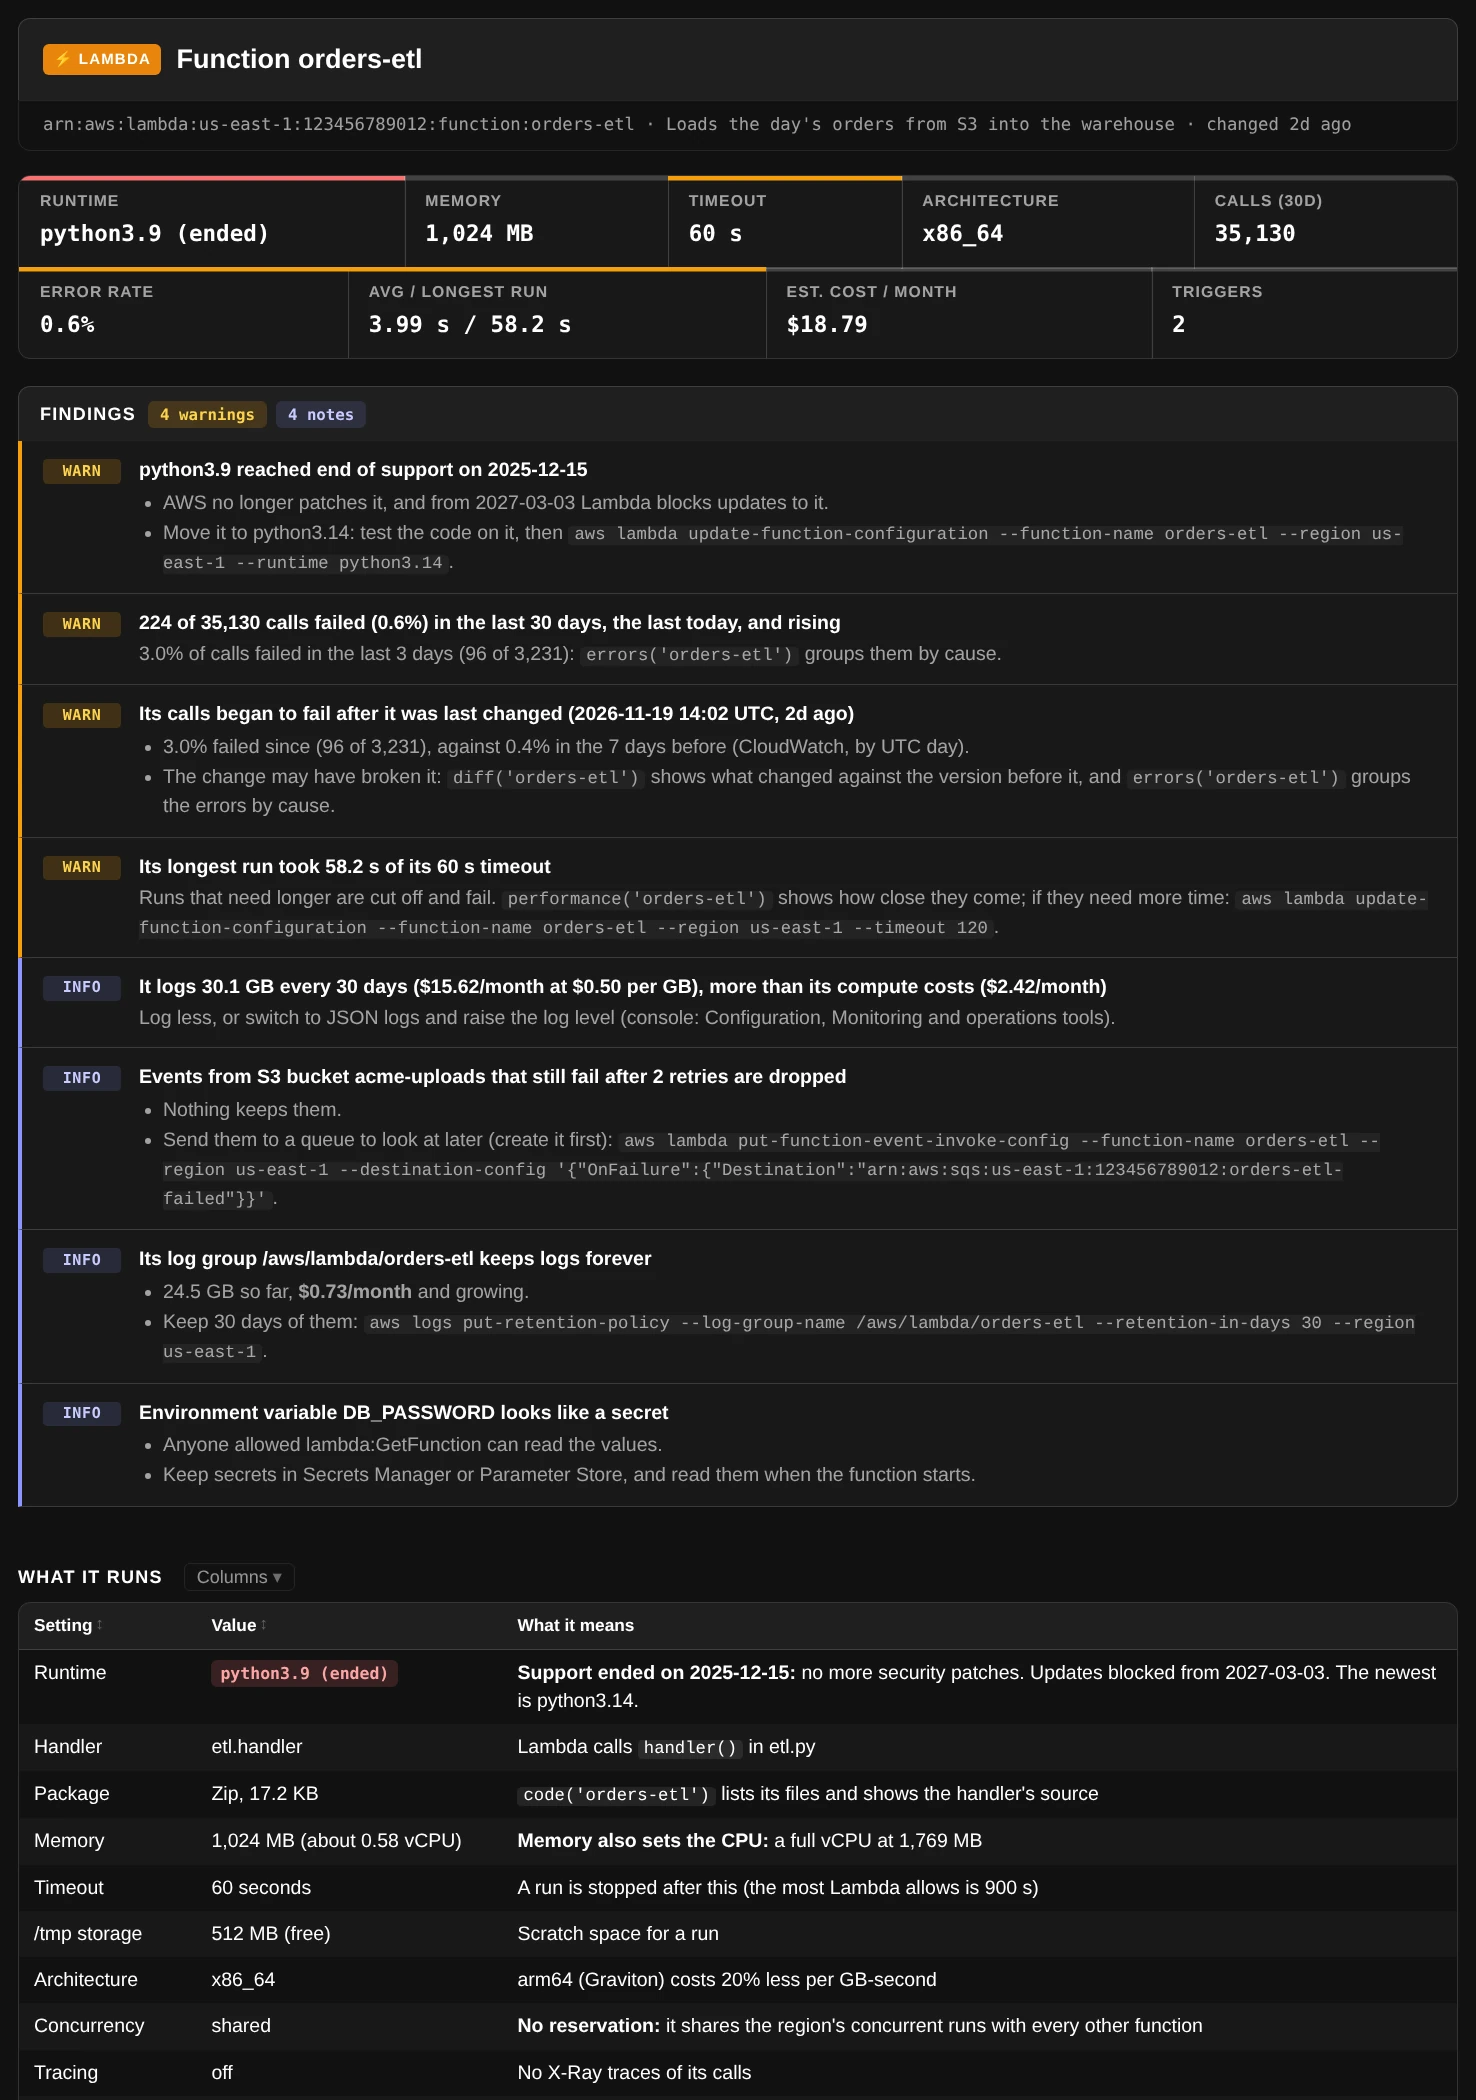 ⚡ LAMBDA Function orders-etl
arn:aws:lambda:us-east-1:123456789012:function:orders-etl · Loads the day's orders from S3 into the warehouse · changed 2d ago
RUNTIME MEMORY TIMEOUT ARCHITECTURE CALLS (30D)
python3.9 (ended) 1,024 MB 60 s x86_64 35,130
ERROR RATE AVG / LONGEST RUN EST. COST / MONTH TRIGGERS
0.6% 3.99 s / 58.2 s $18.79 2
FINDINGS 4 warnings 4 notes
WARN python3.9 reached end of support on 2025-12-15
• AWS no longer patches it, and from 2027-03-03 Lambda blocks updates to it.
• Move it to python3.14: test the code on it, then aws lambda update-function-configuration --function-name orders-etl --region us-
east-1 --runtime python3.14.
WARN 224 of 35,130 calls failed (0.6%) in the last 30 days, the last today, and rising
3.0% of calls failed in the last 3 days (96 of 3,231): errors('orders-etl') groups them by cause.
WARN Its calls began to fail after it was last changed (2026-11-19 14:02 UTC, 2d ago)
• 3.0% failed since (96 of 3,231), against 0.4% in the 7 days before (CloudWatch, by UTC day).
• The change may have broken it: diff('orders-etl') shows what changed against the version before it, and errors('orders-etl') groups
the errors by cause.
WARN Its longest run took 58.2 s of its 60 s timeout
Runs that need longer are cut off and fail. performance('orders-etl') shows how close they come; if they need more time: aws lambda update-
function-configuration --function-name orders-etl --region us-east-1 --timeout 120.
INFO It logs 30.1 GB every 30 days ($15.62/month at $0.50 per GB), more than its compute costs ($2.42/month)
Log less, or switch to JSON logs and raise the log level (console: Configuration, Monitoring and operations tools).
INFO Events from S3 bucket acme-uploads that still fail after 2 retries are dropped
• Nothing keeps them.
• Send them to a queue to look at later (create it first): aws lambda put-function-event-invoke-config --function-name orders-etl --
region us-east-1 --destination-config '{"OnFailure":{"Destination":"arn:aws:sqs:us-east-1:123456789012:orders-etl-
failed"}}'.
INFO Its log group /aws/lambda/orders-etl keeps logs forever
• 24.5 GB so far, $0.73/month and growing.
• Keep 30 days of them: aws logs put-retention-policy --log-group-name /aws/lambda/orders-etl --retention-in-days 30 --region
us-east-1.
INFO Environment variable DB_PASSWORD looks like a secret
• Anyone allowed lambda:GetFunction can read the values.
• Keep secrets in Secrets Manager or Parameter Store, and read them when the function starts.
WHAT IT RUNS Columns ▾
Setting ↕ Value ↕ What it means
Runtime python3.9 (ended) Support ended on 2025-12-15: no more security patches. Updates blocked from 2027-03-03. The newest
is python3.14.
Handler etl.handler Lambda calls handler() in etl.py
Package Zip, 17.2 KB code('orders-etl') lists its files and shows the handler's source
Memory 1,024 MB (about 0.58 vCPU) Memory also sets the CPU: a full vCPU at 1,769 MB
Timeout 60 seconds A run is stopped after this (the most Lambda allows is 900 s)
/tmp storage 512 MB (free) Scratch space for a run
Architecture x86_64 arm64 (Graviton) costs 20% less per GB-second
Concurrency shared No reservation: it shares the region's concurrent runs with every other function
Tracing off No X-Ray traces of its calls